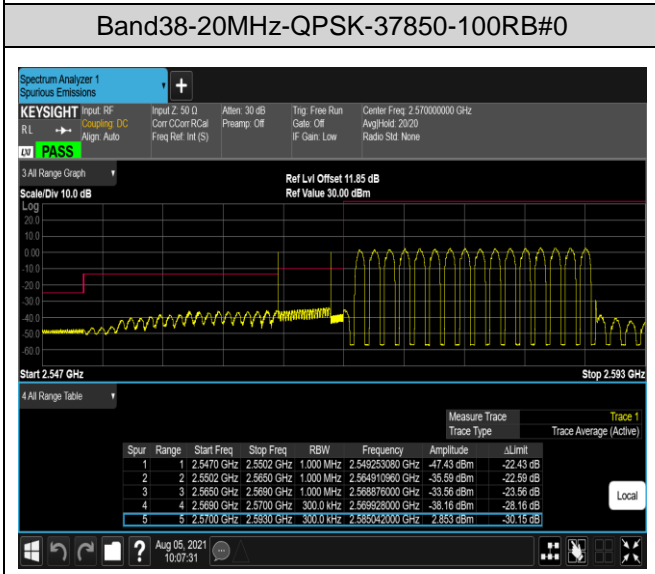 Band38-20MHz-QPSK-37850-100RB#0
Spectrum Analyzer 1
Spurious Emissions
+
KEYSIGHT Input: RF Input Z: 50 Ω Atten: 30 dB Trig: Free Run Center Freq: 2.570000000 GHz
RL Coupling: DC Corr CCorr RCal Preamp: Off Gate: Off Avg|Hold: 20/20
Align: Auto Freq Ref: Int (S) IF Gain: Low Radio Std: None
LXI PASS
3 All Range Graph
Ref Lvl Offset 11.85 dB
Scale/Div 10.0 dB Ref Value 30.00 dBm
Log
20.0
10.0
0.00
-10.0
-20.0
-30.0
-40.0
-50.0
-60.0
Start 2.547 GHz Stop 2.593 GHz
4 All Range Table
Measure Trace Trace 1
Trace Type Trace Average (Active)
Spur Range Start Freq Stop Freq RBW Frequency Amplitude ΔLimit
1 1 2.5470 GHz 2.5502 GHz 1.000 MHz 2.549253080 GHz -47.43 dBm -22.43 dB
2 2 2.5502 GHz 2.5650 GHz 1.000 MHz 2.564910960 GHz -35.59 dBm -22.59 dB
3 3 2.5650 GHz 2.5690 GHz 1.000 MHz 2.568876000 GHz -33.56 dBm -23.56 dB
4 4 2.5690 GHz 2.5700 GHz 300.0 kHz 2.569928000 GHz -38.16 dBm -28.16 dB
5 5 2.5700 GHz 2.5930 GHz 300.0 kHz 2.585042000 GHz 2.853 dBm -30.15 dB
Local
? Aug 05, 2021
10:07:31